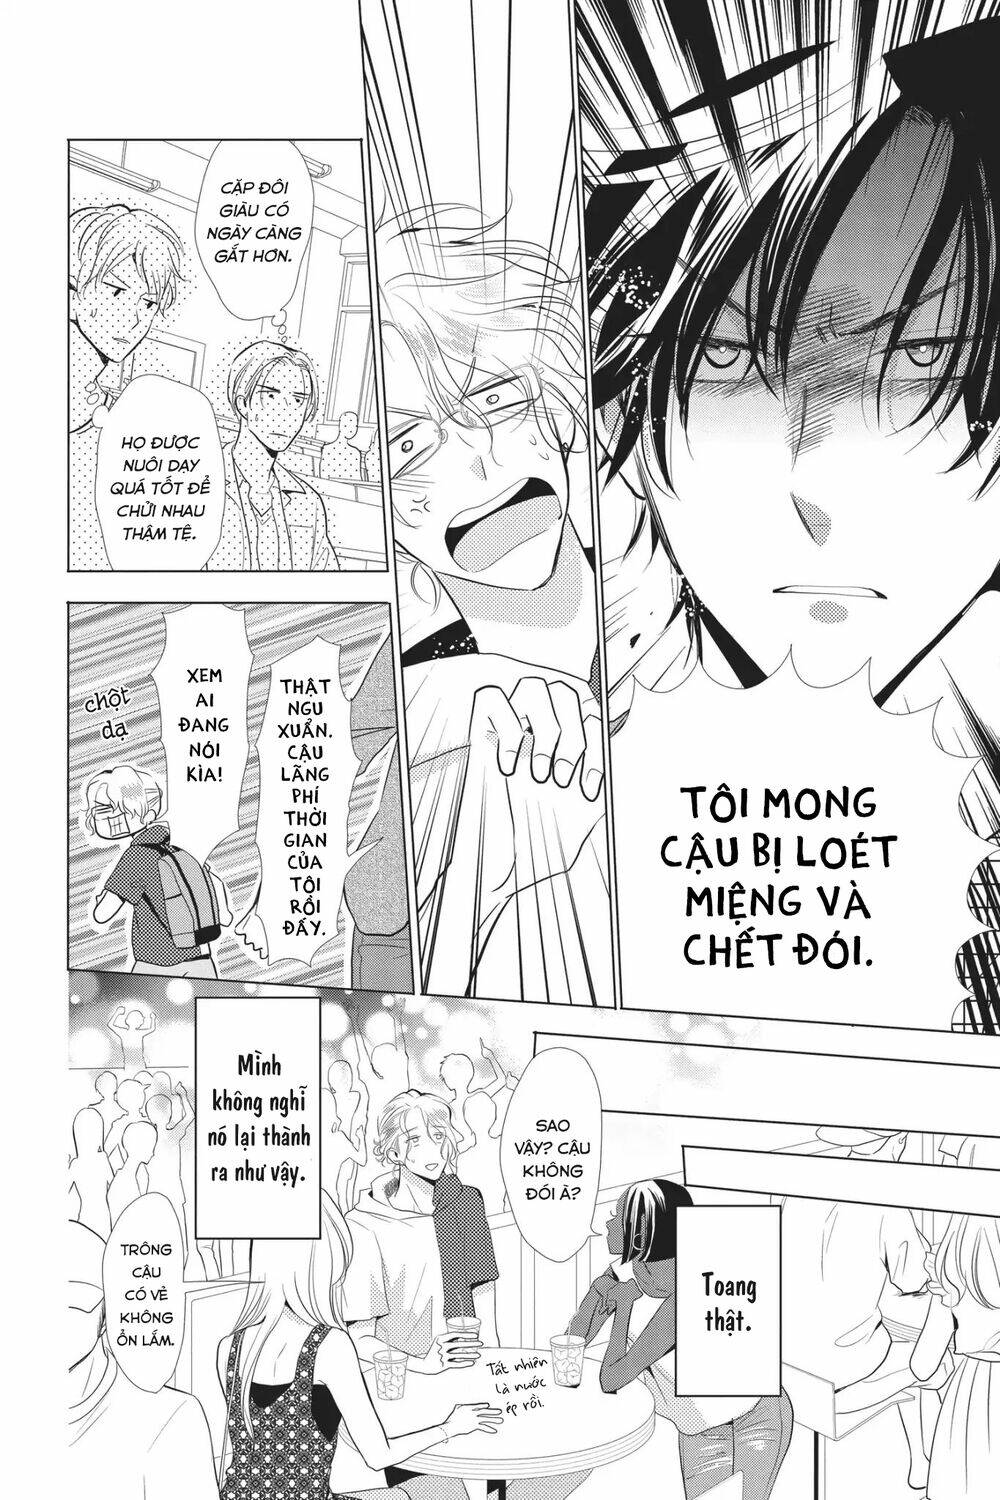 TÔI MONG
CẬU BỊ LOÉT
MIỆNG VÀ
CHẾT ĐÓI.
CẶP ĐÔI
GIÀU CÓ
NGÀY CÀNG
GẮT HƠN.
HỌ ĐƯỢC
NUÔI DẠY
QUÁ TỐT ĐỂ
CHỬI NHAU
THẬM TỆ.
THẬT
NGU
XUẨN.
CẬU
LÃNG
PHÍ
THỜI
GIAN
CỦA
TÔI
RỒI
ĐẤY.
XEM
AI
ĐANG
NÓI
KÌA!
chột
dạ
Mình
không nghĩ
nó lại thành
ra như vậy.
SAO
VẬY? CẬU
KHÔNG
ĐÓI À?
TRÔNG
CẬU
CÓ VẺ
KHÔNG
ỔN LẮM.
Tất nhiên
là nước
ép rồi.
Toang
thật.